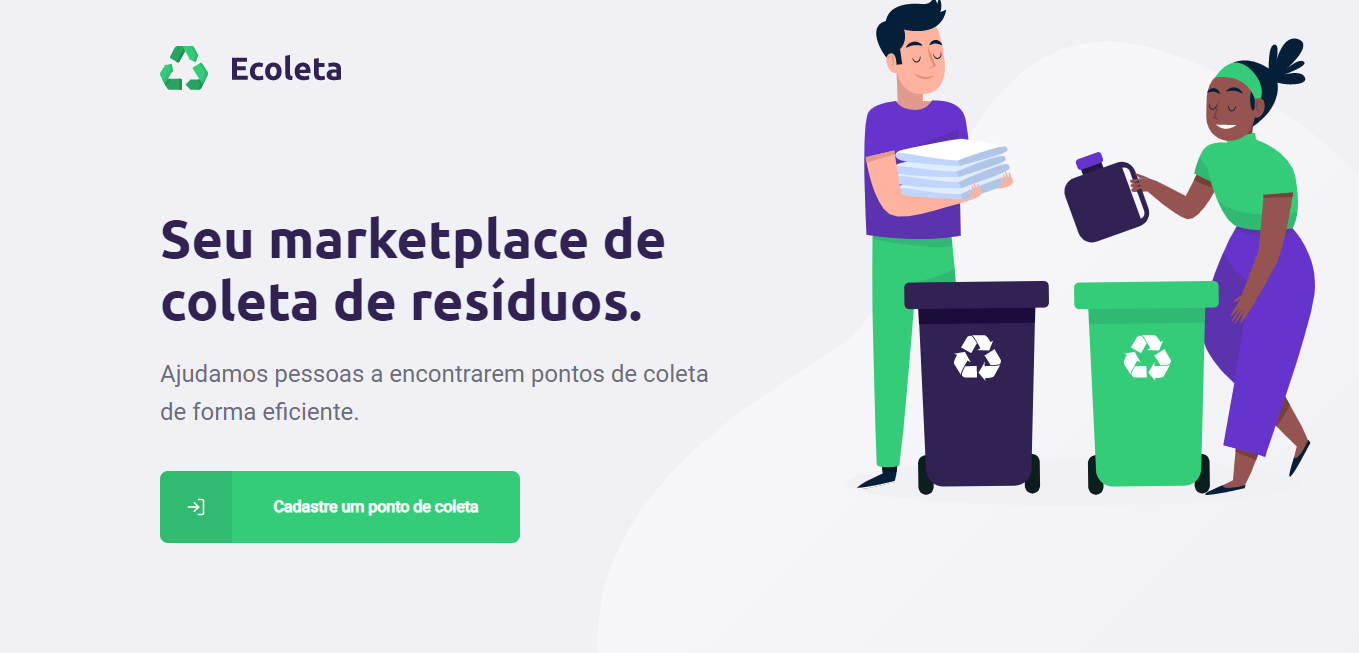 Ecoleta
Seu marketplace de
coleta de resíduos.
Ajudamos pessoas a encontrarem pontos de coleta
de forma eficiente.
Cadastre um ponto de coleta